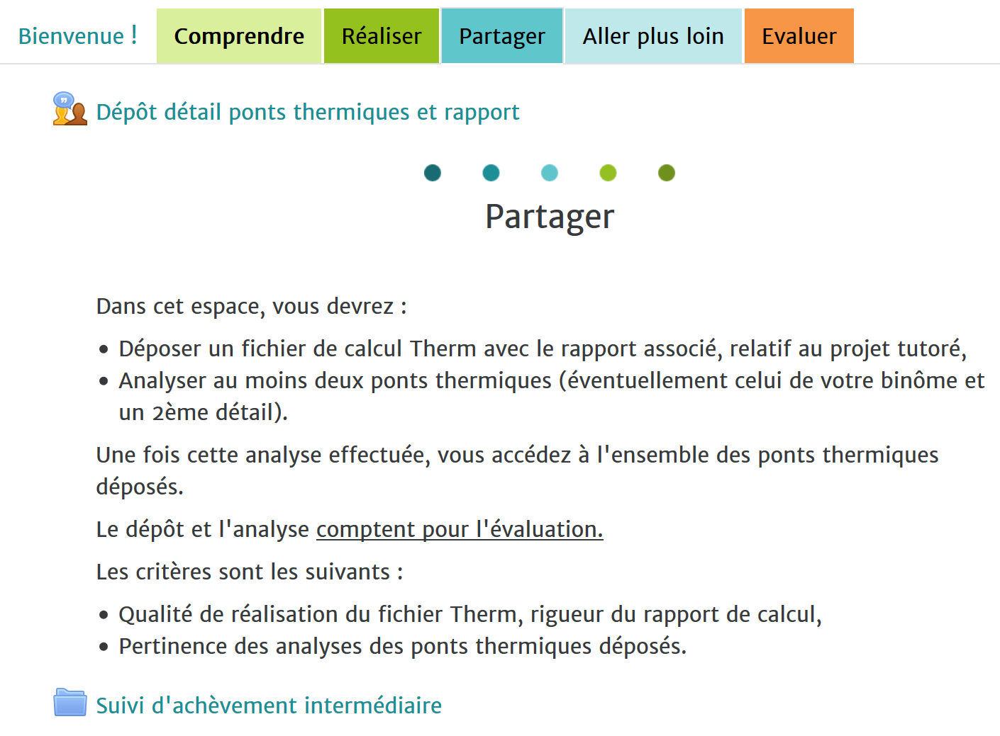 Bienvenue ! Comprendre Réaliser Partager Aller plus loin Evaluer
Dépôt détail ponts thermiques et rapport
Partager
Dans cet espace, vous devrez :
• Déposer un fichier de calcul Therm avec le rapport associé, relatif au projet tutoré,
• Analyser au moins deux ponts thermiques (éventuellement celui de votre binôme et
un 2ème détail).
Une fois cette analyse effectuée, vous accédez à l'ensemble des ponts thermiques
déposés.
Le dépôt et l'analyse comptent pour l'évaluation.
Les critères sont les suivants :
• Qualité de réalisation du fichier Therm, rigueur du rapport de calcul,
• Pertinence des analyses des ponts thermiques déposés.
Suivi d'achèvement intermédiaire